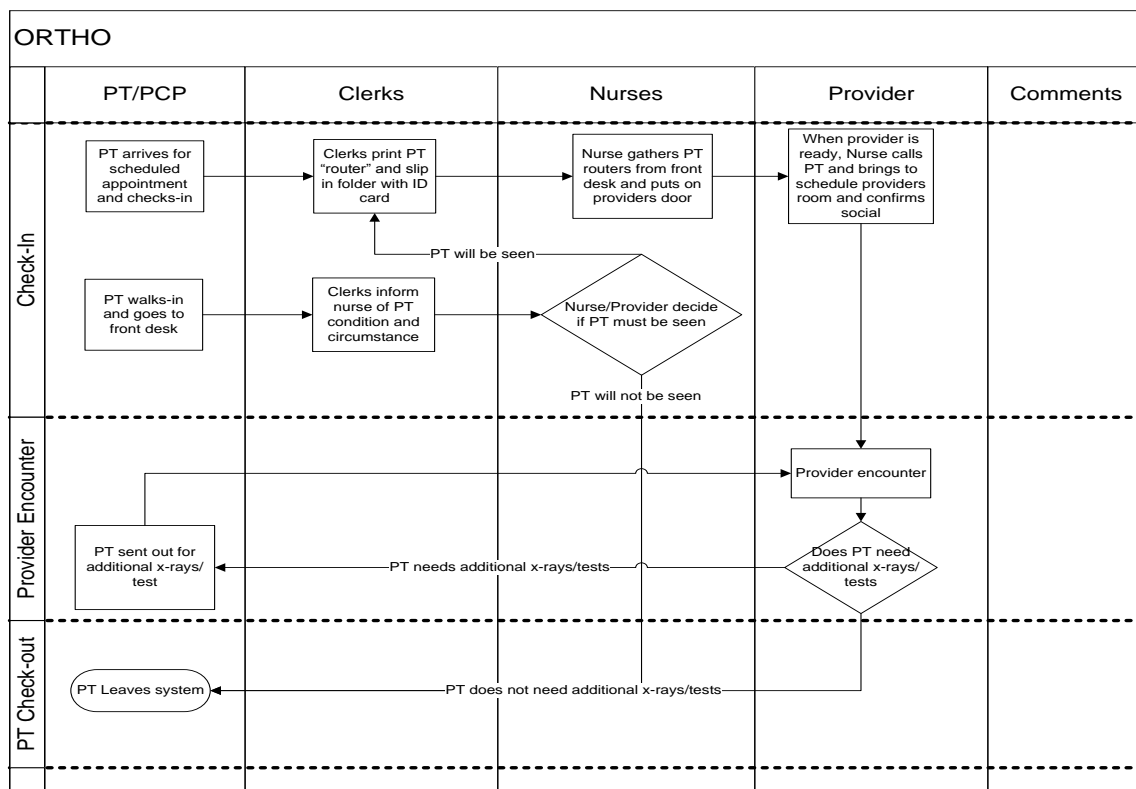 ORTHO
PT/PCP
Clerks
Nurses
Provider
Comments
Check-In
PT arrives for
scheduled
appointment
and checks-in
Clerks print PT
“router” and slip
in folder with ID
card
Nurse gathers PT
routers from front
desk and puts on
providers door
When provider is
ready, Nurse calls
PT and brings to
schedule providers
room and confirms
social
PT will be seen
PT walks-in
and goes to
front desk
Clerks inform
nurse of PT
condition and
circumstance
Nurse/Provider decide
if PT must be seen
PT will not be seen
Provider Encounter
Provider encounter
PT sent out for
additional x-rays/
test
PT needs additional x-rays/tests
Does PT need
additional x-rays/
tests
PT Check-out
PT Leaves system
PT does not need additional x-rays/tests